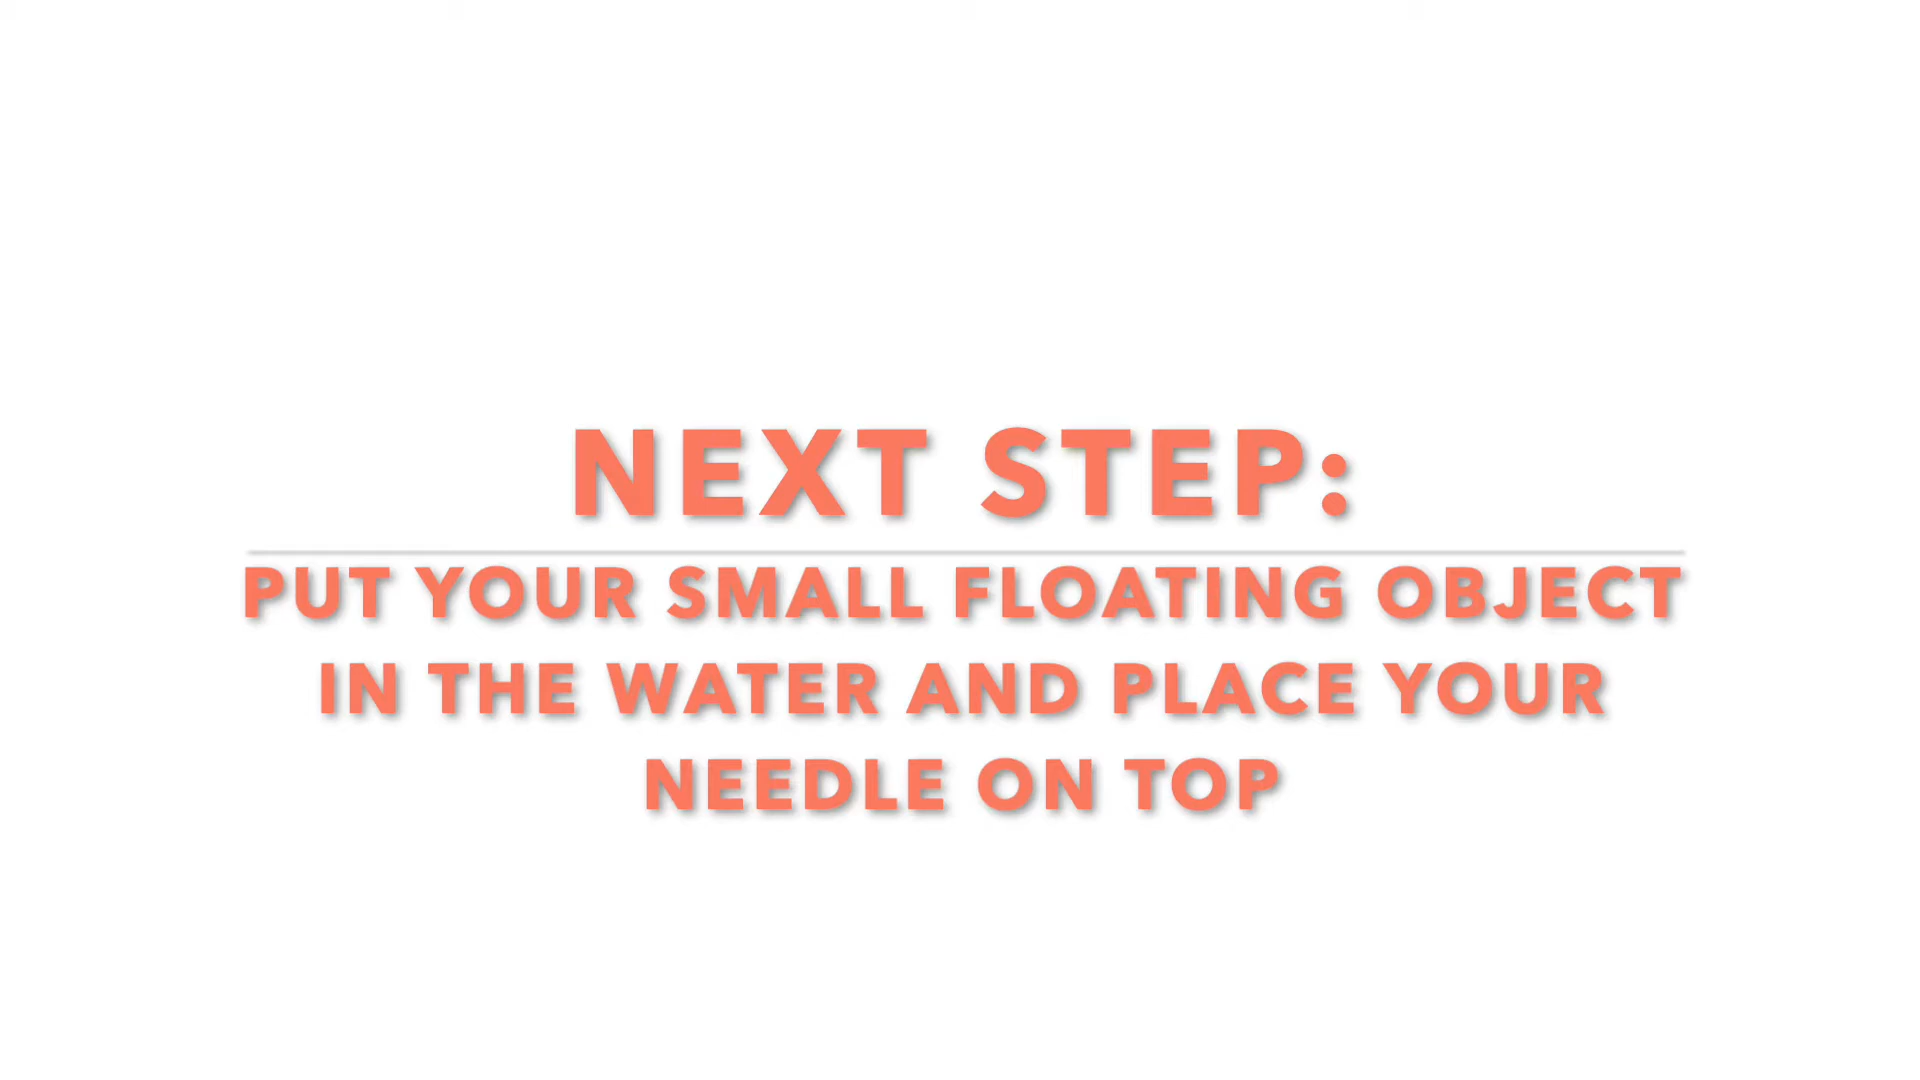 NEXT STEP:
PUT YOUR SMALL FLOATING OBJECT
IN THE WATER AND PLACE YOUR
NEEDLE ON TOP